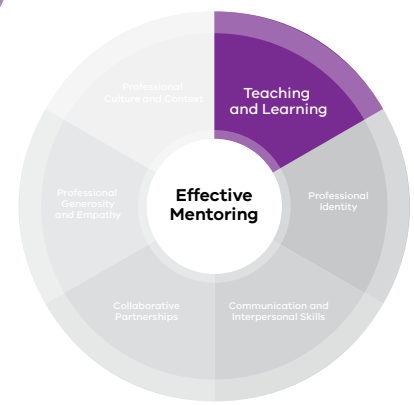 Professional
Culture and Context
Teaching
and Learning
Professional
Generosity
and Empathy
Effective
Mentoring
Professional
Identity
Collaborative
Partnerships
Communication and
Interpersonal Skills